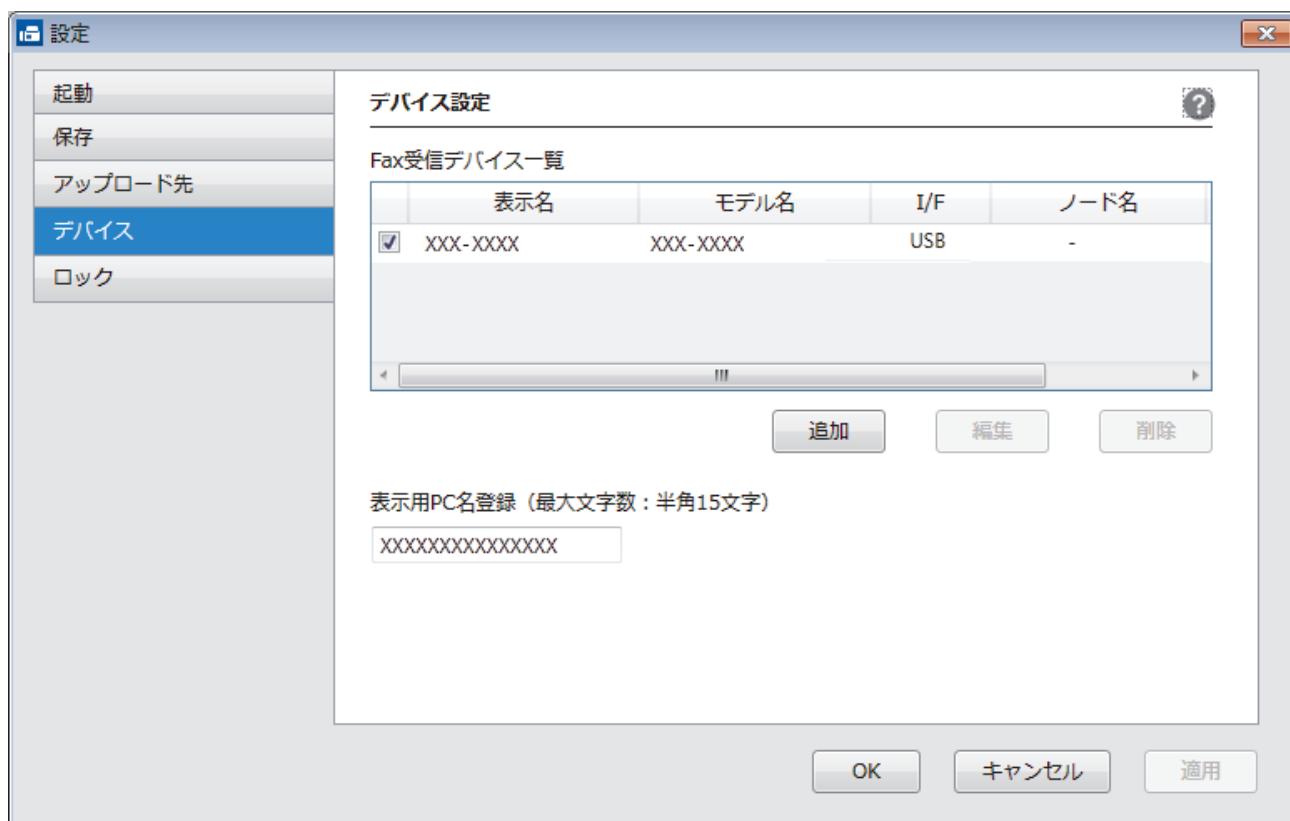 設定
起動
保存
アップロード先
デバイス
ロック
デバイス設定
Fax受信デバイス一覧
表示名 モデル名 I/F ノード名
XXX-XXXX XXX-XXXX USB -
追加 編集 削除
表示用PC名登録（最大文字数：半角15文字）
XXXXXXXXXXXXXXX
OK キャンセル 適用